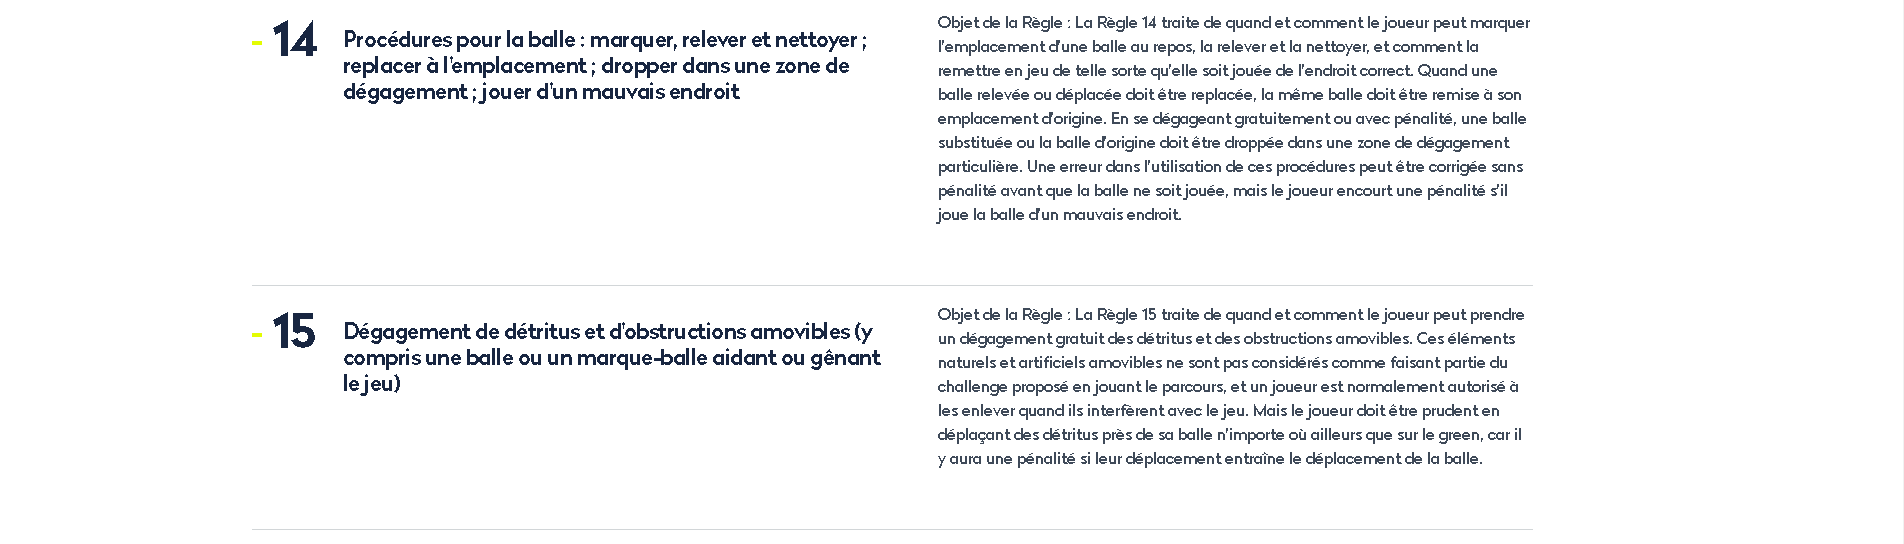 - 14
Procédures pour la balle : marquer, relever et nettoyer ;
replacer à l'emplacement ; dropper dans une zone de
dégagement ; jouer d'un mauvais endroit
Objet de la Règle : La Règle 14 traite de quand et comment le joueur peut marquer
l'emplacement d'une balle au repos, la relever et la nettoyer, et comment la
remettre en jeu de telle sorte qu'elle soit jouée de l'endroit correct. Quand une
balle relevée ou déplacée doit être replacée, la même balle doit être remise à son
emplacement d'origine. En se dégageant gratuitement ou avec pénalité, une balle
substituée ou la balle d'origine doit être droppée dans une zone de dégagement
particulière. Une erreur dans l'utilisation de ces procédures peut être corrigée sans
pénalité avant que la balle ne soit jouée, mais le joueur encourt une pénalité s'il
joue la balle d'un mauvais endroit.
- 15
Dégagement de détritus et d'obstructions amovibles (y
compris une balle ou un marque-balle aidant ou gênant
le jeu)
Objet de la Règle : La Règle 15 traite de quand et comment le joueur peut prendre
un dégagement gratuit des détritus et des obstructions amovibles. Ces éléments
naturels et artificiels amovibles ne sont pas considérés comme faisant partie du
challenge proposé en jouant le parcours, et un joueur est normalement autorisé à
les enlever quand ils interfèrent avec le jeu. Mais le joueur doit être prudent en
déplaçant des détritus près de sa balle n'importe où ailleurs que sur le green, car il
y aura une pénalité si leur déplacement entraîne le déplacement de la balle.